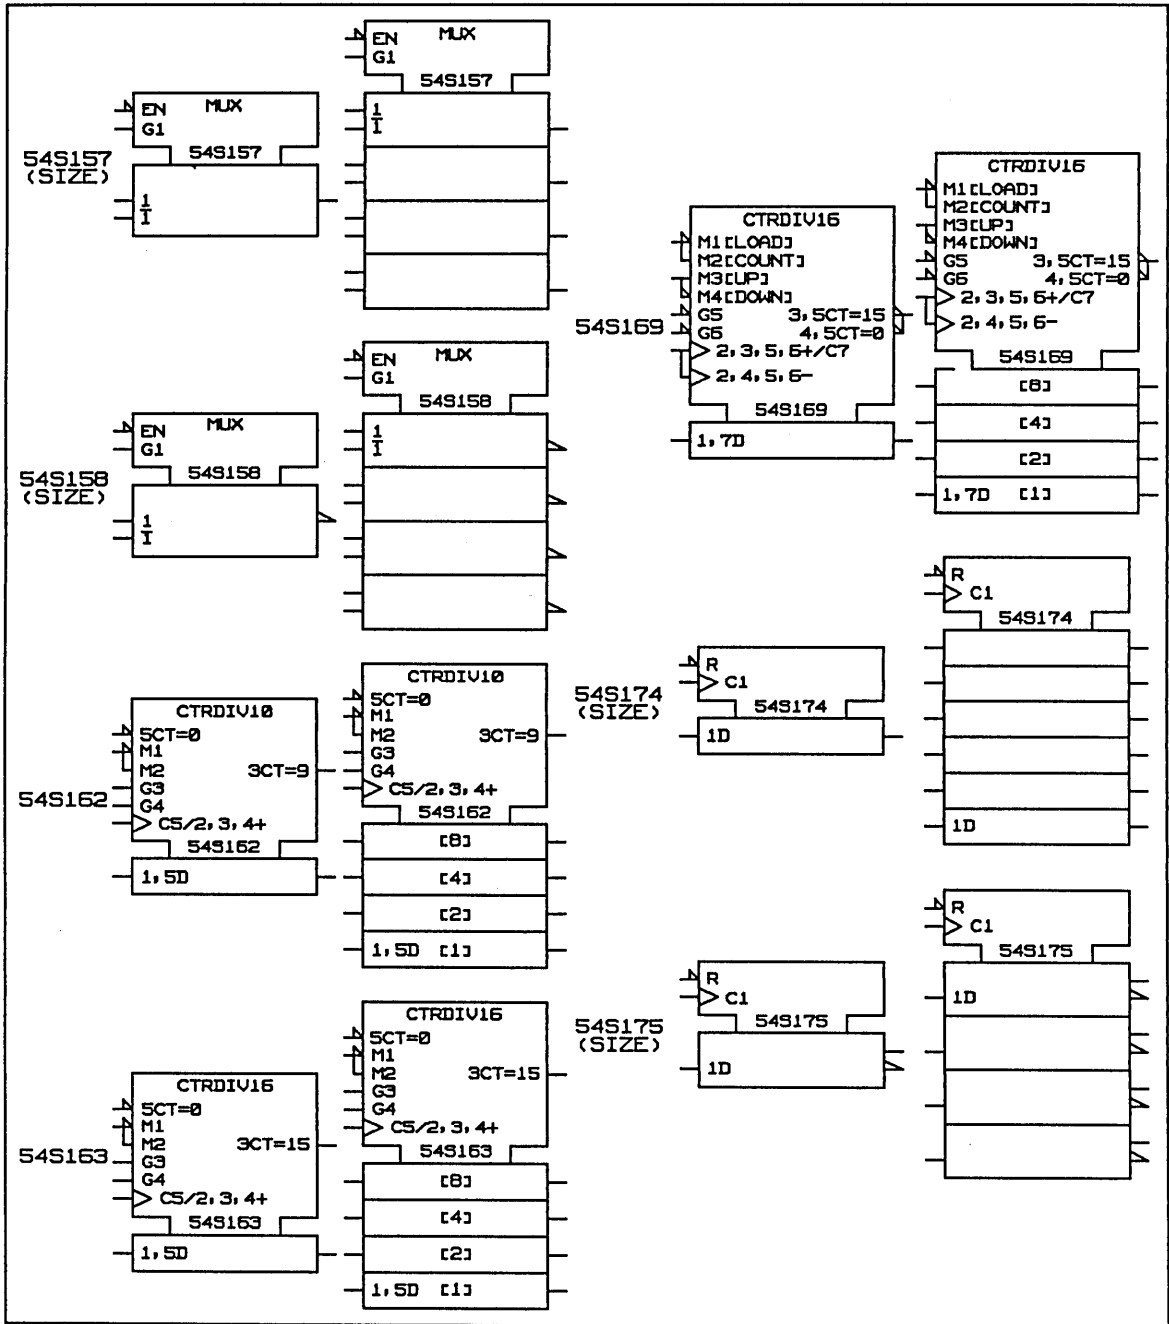 54S157
(SIZE)
EN MUX
G1
54S157
1
1̅
EN MUX
G1
54S157
1
1̅
54S158
(SIZE)
EN MUX
G1
54S158
1
1̅
EN MUX
G1
54S158
1
1̅
54S162
CTRDIV10
5CT=0
M1
M2 3CT=9
G3
G4
C5/2,3,4+
54S162
1,5D
CTRDIV10
5CT=0
M1
M2 3CT=9
G3
G4
C5/2,3,4+
54S162
[8]
[4]
[2]
1,5D [1]
54S163
CTRDIV16
5CT=0
M1
M2 3CT=15
G3
G4
C5/2,3,4+
54S163
1,5D
CTRDIV16
5CT=0
M1
M2 3CT=15
G3
G4
C5/2,3,4+
54S163
[8]
[4]
[2]
1,5D [1]
54S169
CTRDIV16
M1[LOAD]
M2[COUNT]
M3[UP]
M4[DOWN]
G5 3,5CT=15
G6 4,5CT=0
2,3,5,6+/C7
2,4,5,6-
54S169
1,7D
CTRDIV16
M1[LOAD]
M2[COUNT]
M3[UP]
M4[DOWN]
G5 3,5CT=15
G6 4,5CT=0
2,3,5,6+/C7
2,4,5,6-
54S169
[8]
[4]
[2]
1,7D [1]
54S174
(SIZE)
R
C1
54S174
1D
R
C1
54S174
1D
54S175
(SIZE)
R
C1
54S175
1D
R
C1
54S175
1D